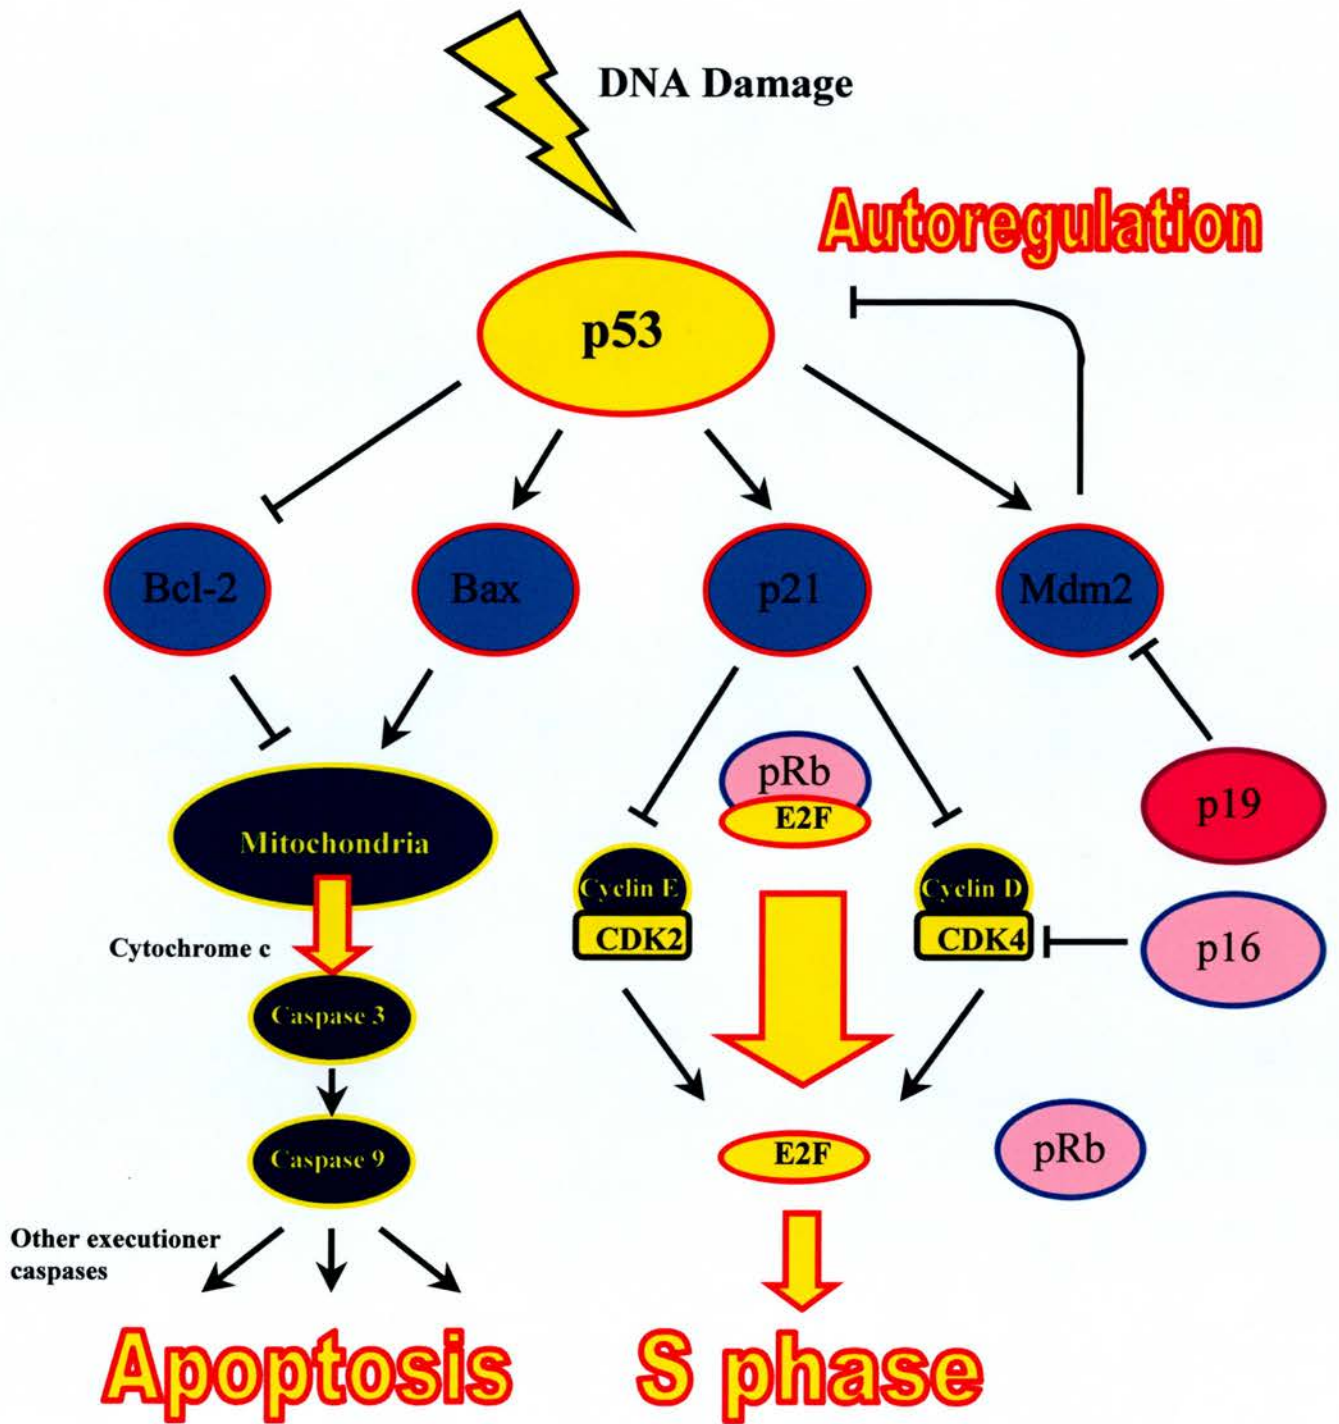 DNA Damage
Autoregulation
p53
Bcl-2
Bax
p21
Mdm2
pRb
E2F
p19
Mitochondria
Cyclin E
Cyclin D
CDK2
CDK4
p16
Cytochrome c
Caspase 3
E2F
pRb
Caspase 9
Other executioner
caspases
Apoptosis
S phase